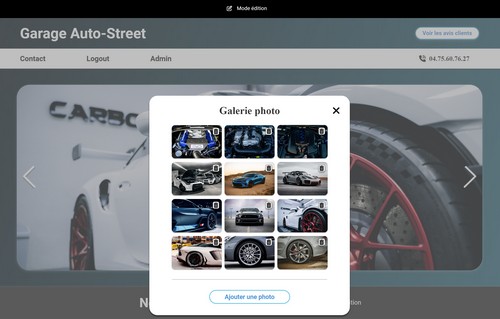 Mode édition
Garage Auto-Street
Voir les avis clients
Contact
Logout
Admin
04.75.60.76.27
CARBO
Galerie photo
Ajouter une photo